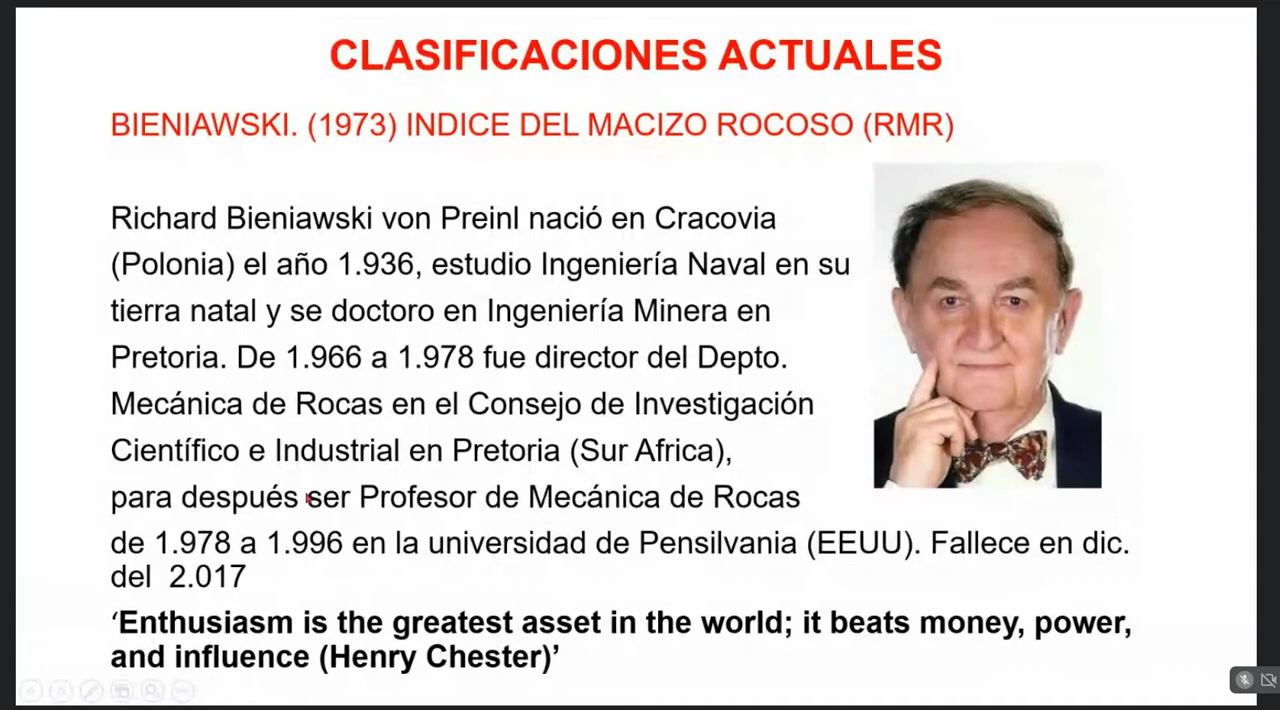 CLASIFICACIONES ACTUALES
BIENIAWSKI. (1973) INDICE DEL MACIZO ROCOSO (RMR)
Richard Bieniawski von Preinl nació en Cracovia
(Polonia) el año 1.936, estudio Ingeniería Naval en su
tierra natal y se doctoro en Ingeniería Minera en
Pretoria. De 1.966 a 1.978 fue director del Depto.
Mecánica de Rocas en el Consejo de Investigación
Científico e Industrial en Pretoria (Sur Africa),
para después ser Profesor de Mecánica de Rocas
de 1.978 a 1.996 en la universidad de Pensilvania (EEUU). Fallece en dic.
del  2.017
‘Enthusiasm is the greatest asset in the world; it beats money, power,
and influence (Henry Chester)’